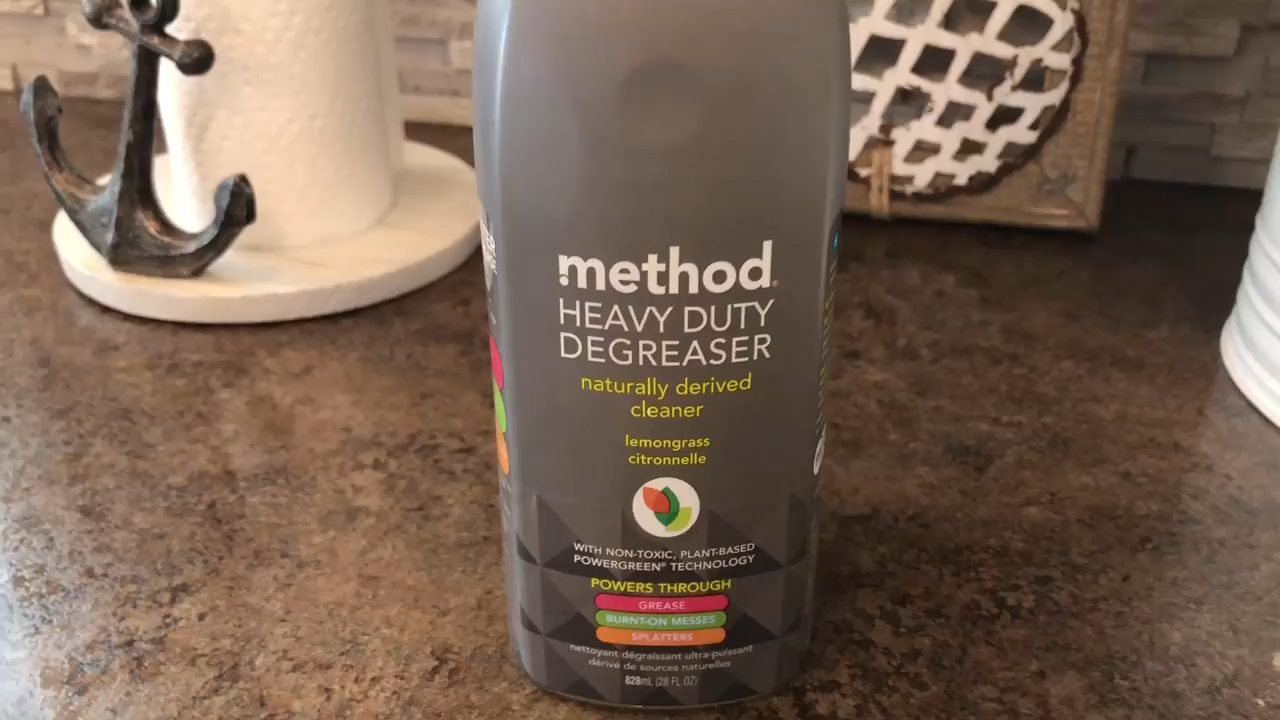 method
HEAVY DUTY
DEGREASER
naturally derived
cleaner
lemongrass
citronnelle
WITH NON-TOXIC, PLANT-BASED
POWERGREEN® TECHNOLOGY
POWERS THROUGH
GREASE
BURNT-ON MESSES
SPLATTERS
nettoyant dégraissant ultra-puissant
dérivé de sources naturelles
828mL (28 FL OZ)